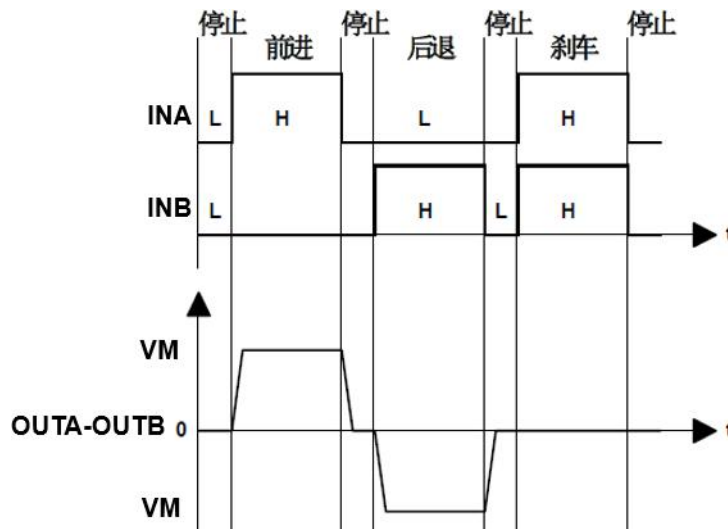 停止 停止 停止 停止
前进 后退 刹车
INA L H L H
INB L H L H
t
VM
OUTA-OUTB 0 t
VM